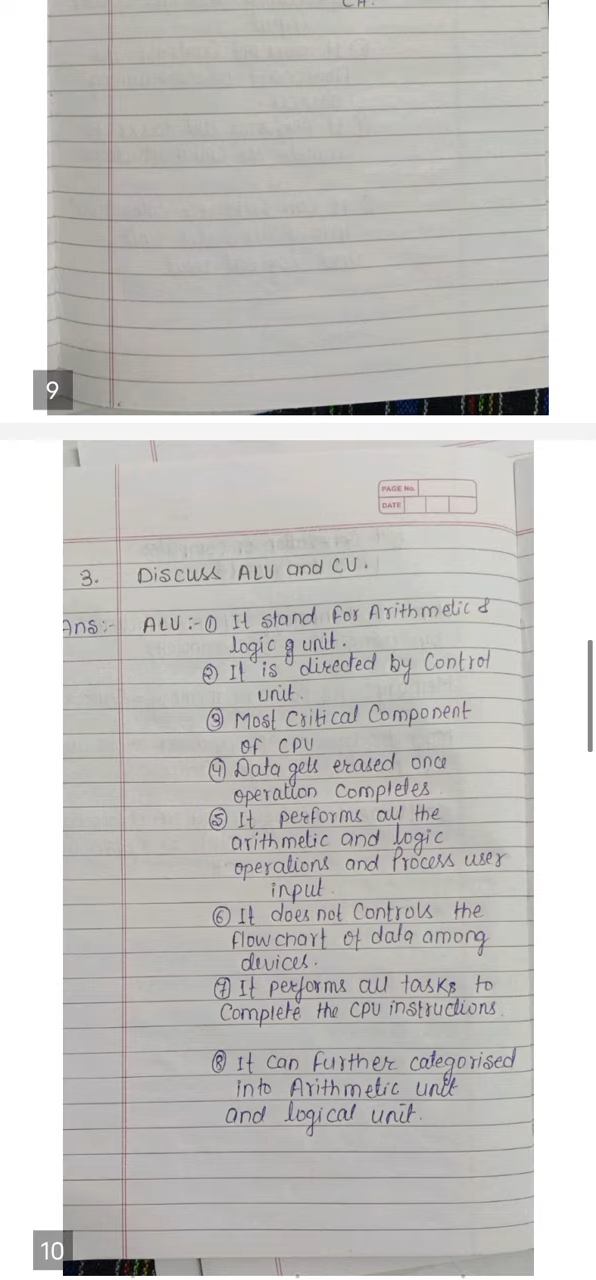 9
PAGE No.
DATE
3. Discuss ALU and CU.
Ans:- ALU:- ① It stand for Arithmetic &
logic g unit.
② It is directed by Control
unit.
③ Most Critical Component
of CPU
④ Data gets erased once
operation completes.
⑤ It performs all the
arithmetic and logic
operations and Process user
input.
⑥ It does not Controls the
flow chart of data among
devices.
⑦ It performs all tasks to
Complete the CPU instructions.
⑧ It can further categorised
into Arithmetic unit
and logical unit.
10